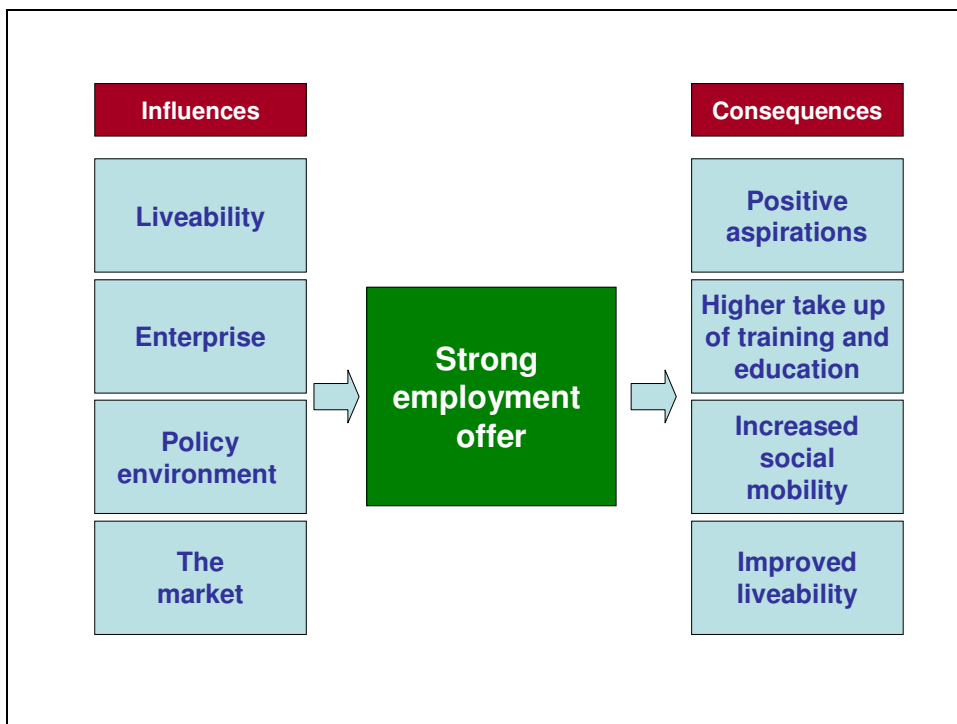 Influences
Liveability
Enterprise
Policy
environment
The
market
Strong
employment
offer
Consequences
Positive
aspirations
Higher take up
of training and
education
Increased
social
mobility
Improved
liveability